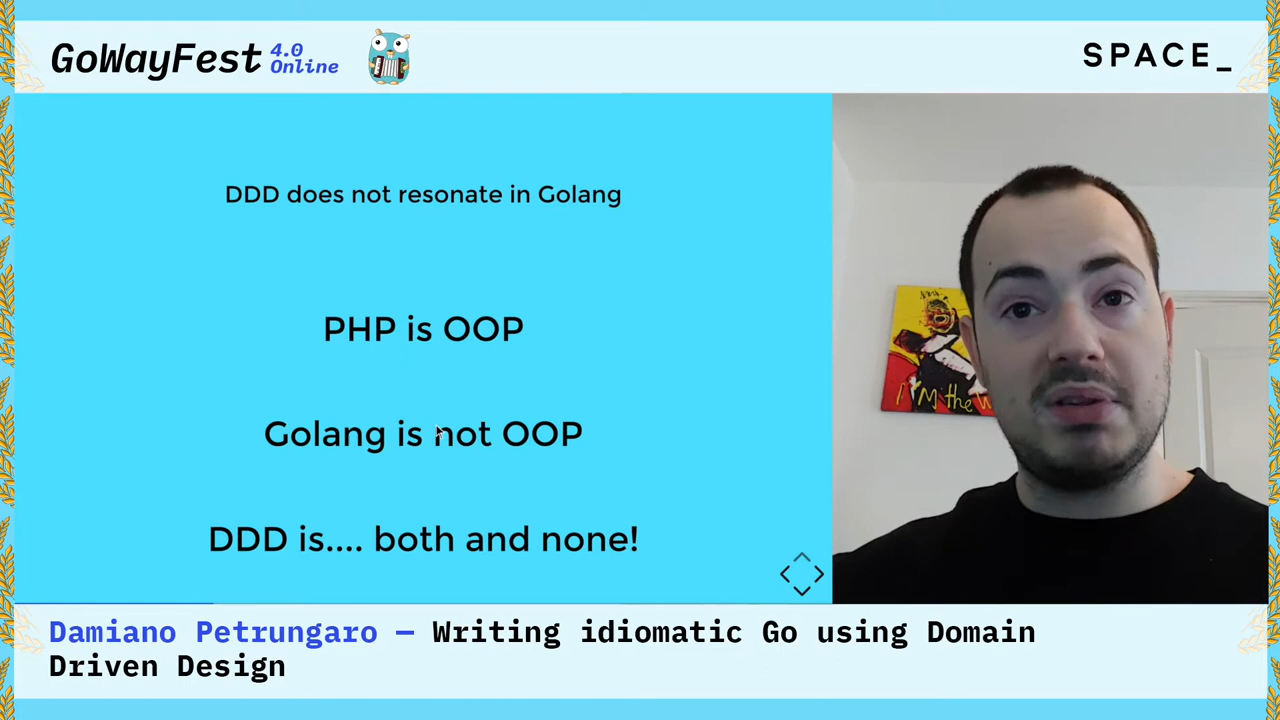 GoWayFest 4.0
Online
SPACE_
DDD does not resonate in Golang
PHP is OOP
Golang is not OOP
DDD is.... both and none!
I'M the W
Damiano Petrungaro — Writing idiomatic Go using Domain
Driven Design